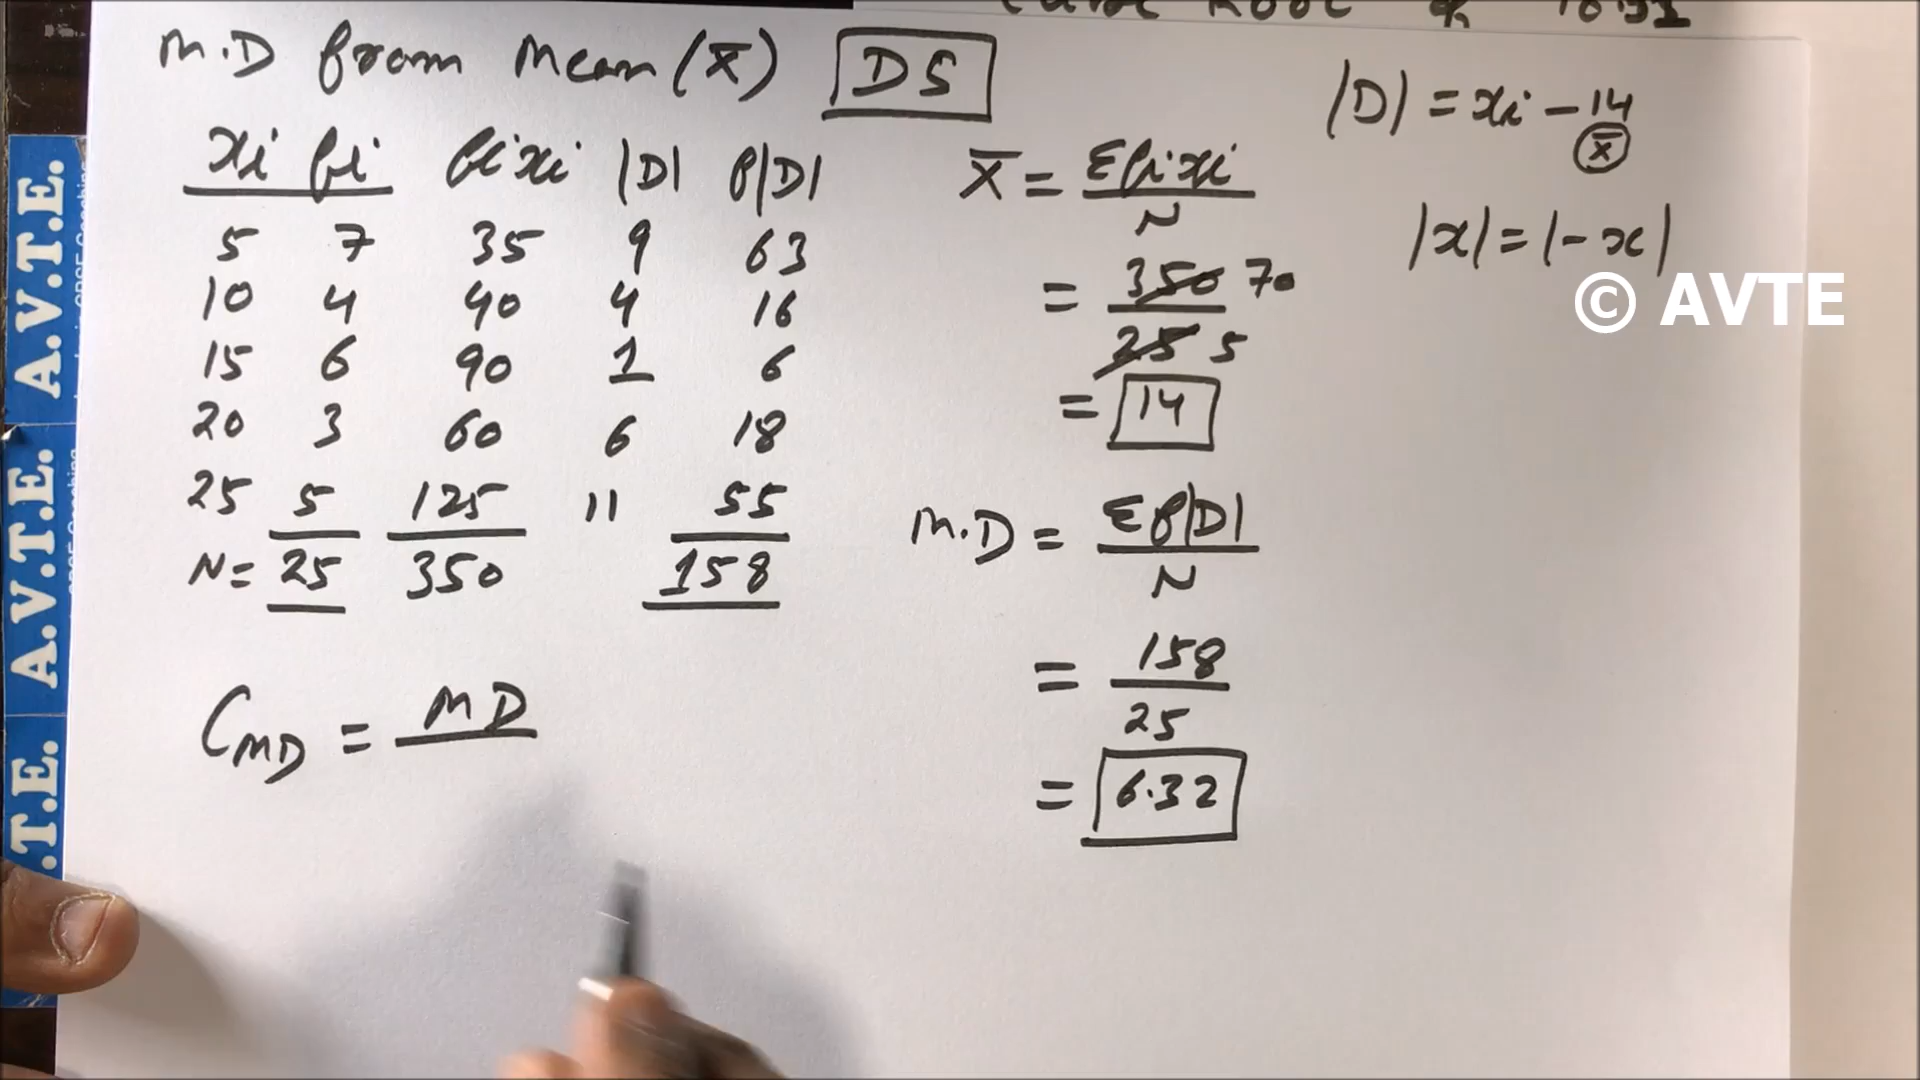 M.D from Mean (x̄) DS
xi fi fixi |D| f|D|
5 7 35 9 63
10 4 40 4 16
15 6 90 1 6
20 3 60 6 18
25 5 125 11 55
N = 25 350 158
C MD = MD
x̄ = Σfixi / N
= 350 70 / 25 5
= 14
M.D = Σf|D| / N
= 158 / 25
= 6.32
|D| = xi - 14
x̄
|x| = |-x|
© AVTE
A.V.T.E.
A.V.T.E.
.T.E.